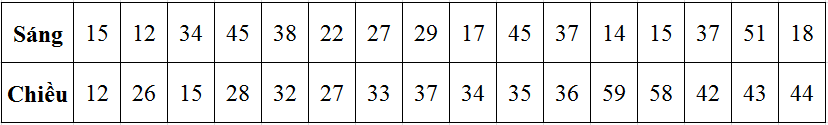 Sáng 15 12 34 45 38 22 27 29 17 45 37 14 15 37 51 18
Chiều 12 26 15 28 32 27 33 37 34 35 36 59 58 42 43 44